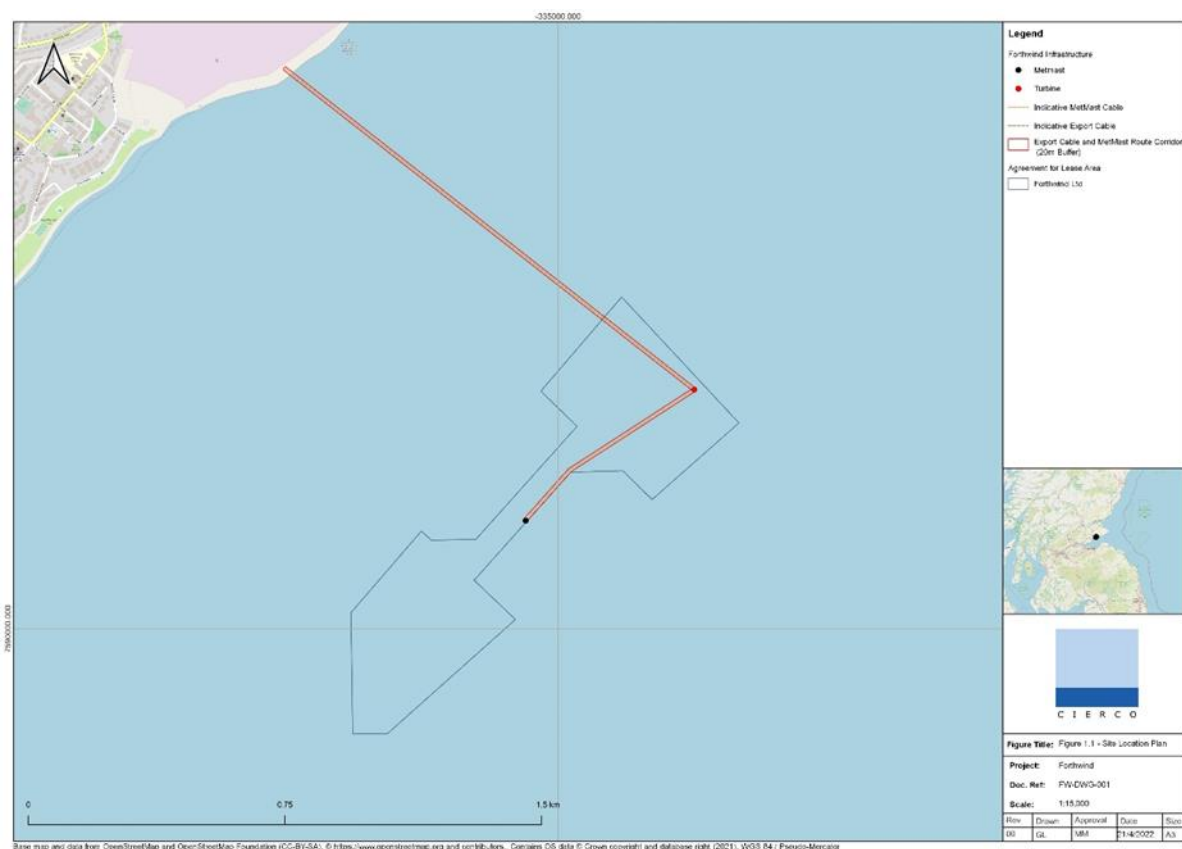 -335000.000
7590000.000
0
0.75
1.5 km
Legend
Forthwind Infrastructure
Metmast
Turbine
Indicative MetMast Cable
Indicative Export Cable
Export Cable and MetMast Route Corridor
(20m Buffer)
Agreement for Lease Area
Forthwind Ltd
C I E R C O
Figure Title: Figure 1.1 - Site Location Plan
Project: Forthwind
Doc. Ref: FW-DWG-001
Scale: 1:15,000
Rev Drawn Approval Date Size
00 GL MM 21/4/2022 A3
Base map and data from OpenStreetMap and OpenStreetMap Foundation (CC-BY-SA). © https://www.openstreetmap.org and contributors. Contains OS data © Crown copyright and database right (2021). WGS 84 / Pseudo-Mercator